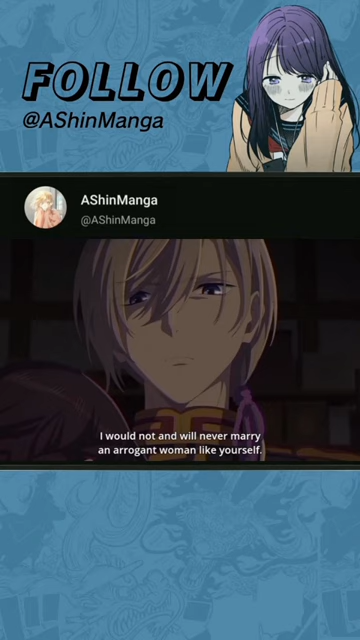 FOLLOW
@AShinManga
AShinManga
@AShinManga
I would not and will never marry
an arrogant woman like yourself.